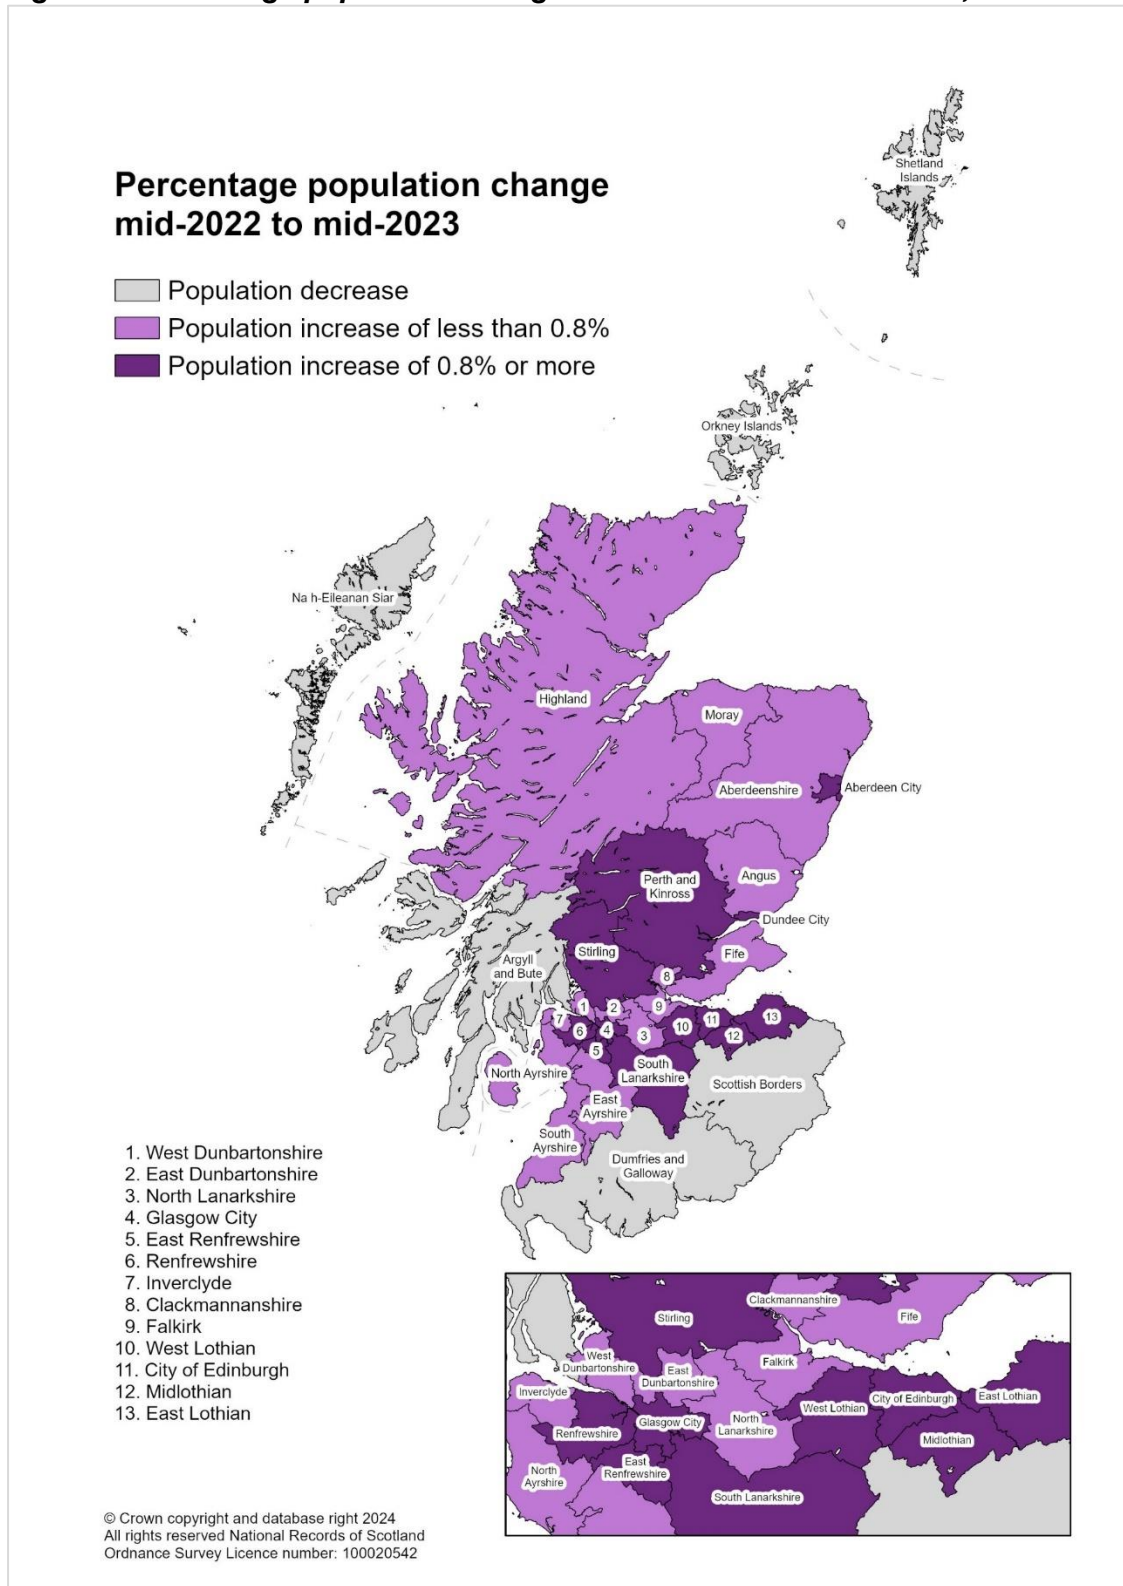 Percentage population change
mid-2022 to mid-2023
Population decrease
Population increase of less than 0.8%
Population increase of 0.8% or more
Shetland
Islands
Orkney Islands
Na h-Eileanan Siar
Highland
Moray
Aberdeenshire
Aberdeen City
Perth and
Kinross
Angus
Dundee City
Stirling
Fife
Argyll
and Bute
8
1
2
9
7
6
4
3
10
11
13
12
5
North Ayrshire
South
Lanarkshire
Scottish Borders
East
Ayrshire
South
Ayrshire
Dumfries and
Galloway
1. West Dunbartonshire
2. East Dunbartonshire
3. North Lanarkshire
4. Glasgow City
5. East Renfrewshire
6. Renfrewshire
7. Inverclyde
8. Clackmannanshire
9. Falkirk
10. West Lothian
11. City of Edinburgh
12. Midlothian
13. East Lothian
Clackmannanshire
Stirling
Fife
West
Dunbartonshire
East
Dunbartonshire
Falkirk
Inverclyde
City of Edinburgh
East Lothian
West Lothian
Glasgow City
North
Lanarkshire
Renfrewshire
Midlothian
East
Renfrewshire
North
Ayrshire
South Lanarkshire
© Crown copyright and database right 2024
All rights reserved National Records of Scotland
Ordnance Survey Licence number: 100020542